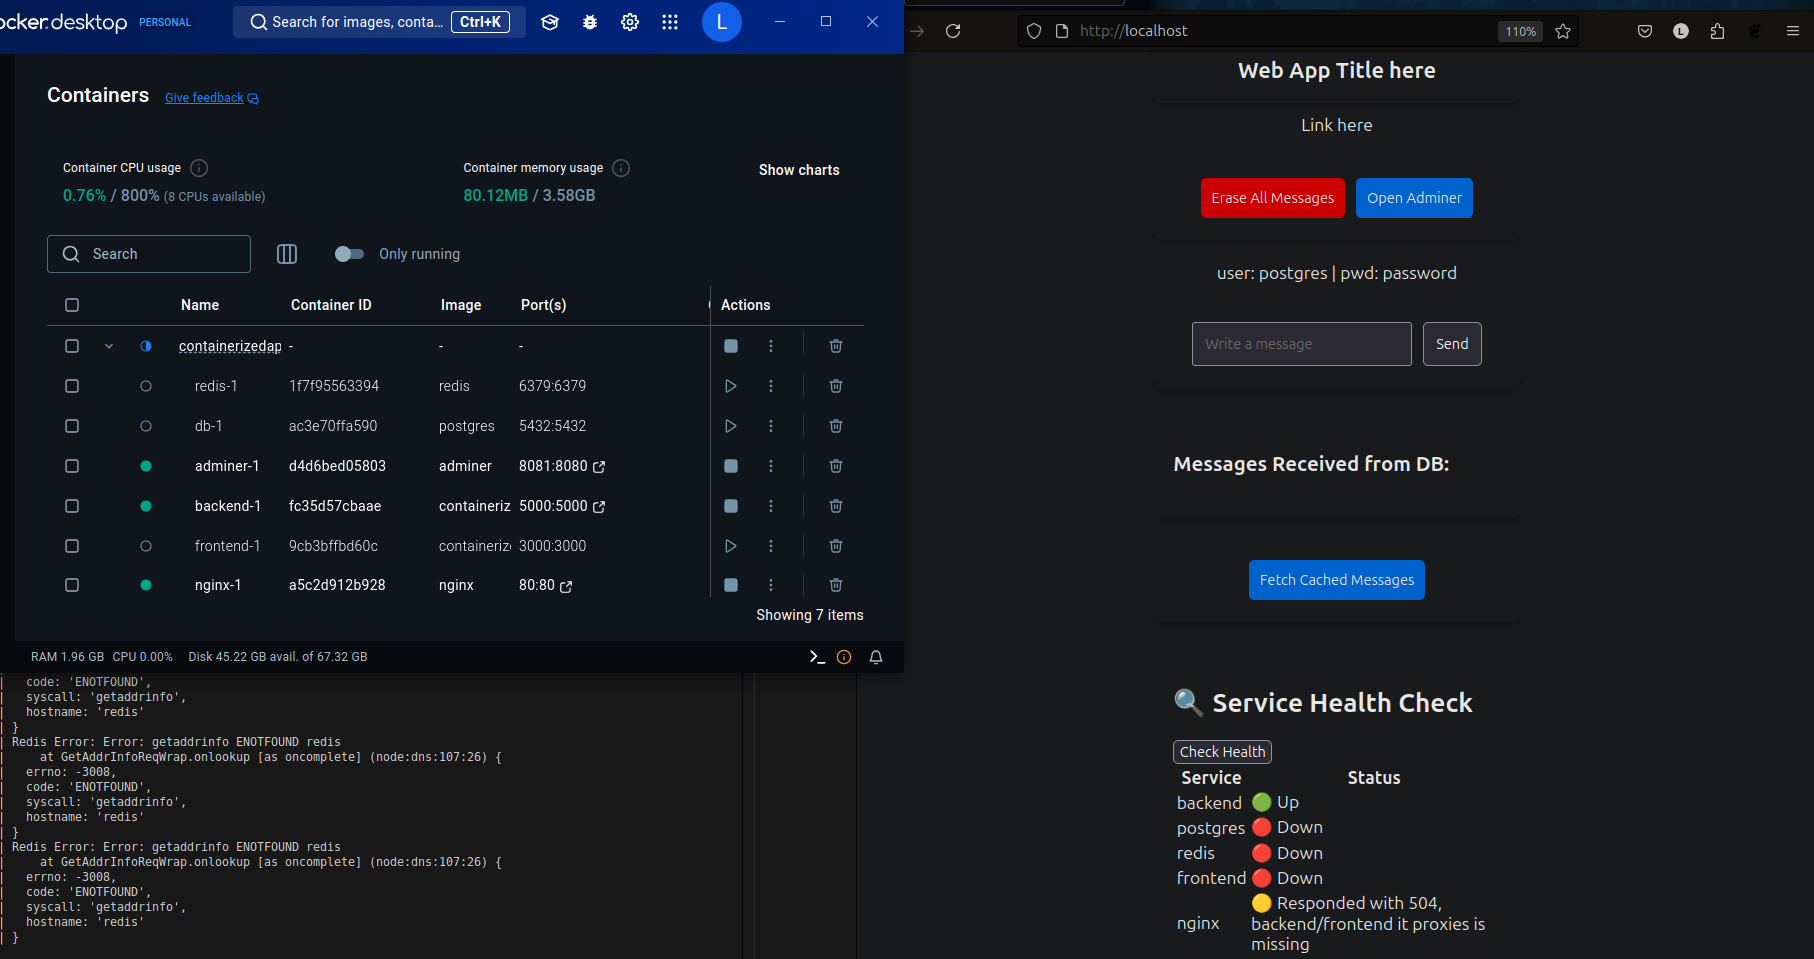 ocker.desktop PERSONAL
Search for images, conta... Ctrl+K
L
Containers Give feedback
Container CPU usage
0.76% / 800% (8 CPUs available)
Container memory usage
80.12MB / 3.58GB
Show charts
Search
Only running
Name Container ID Image Port(s) Actions
containerizedap - - -
redis-1 1f7f95563394 redis 6379:6379
db-1 ac3e70ffa590 postgres 5432:5432
adminer-1 d4d6bed05803 adminer 8081:8080
backend-1 fc35d57cbaae containeriz 5000:5000
frontend-1 9cb3bffbd60c containeriz 3000:3000
nginx-1 a5c2d912b928 nginx 80:80
Showing 7 items
RAM 1.96 GB CPU 0.00% Disk 45.22 GB avail. of 67.32 GB
| code: 'ENOTFOUND',
| syscall: 'getaddrinfo',
| hostname: 'redis'
| }
| Redis Error: Error: getaddrinfo ENOTFOUND redis
| at GetAddrInfoReqWrap.onlookup [as oncomplete] (node:dns:107:26) {
| errno: -3008,
| code: 'ENOTFOUND',
| syscall: 'getaddrinfo',
| hostname: 'redis'
| }
| Redis Error: Error: getaddrinfo ENOTFOUND redis
| at GetAddrInfoReqWrap.onlookup [as oncomplete] (node:dns:107:26) {
| errno: -3008,
| code: 'ENOTFOUND',
| syscall: 'getaddrinfo',
| hostname: 'redis'
| }
http://localhost
110%
L
Web App Title here
Link here
Erase All Messages Open Adminer
user: postgres | pwd: password
Write a message Send
Messages Received from DB:
Fetch Cached Messages
🔍 Service Health Check
Check Health
Service Status
backend 🟢 Up
postgres 🔴 Down
redis 🔴 Down
frontend 🔴 Down
nginx 🟡 Responded with 504,
backend/frontend it proxies is
missing